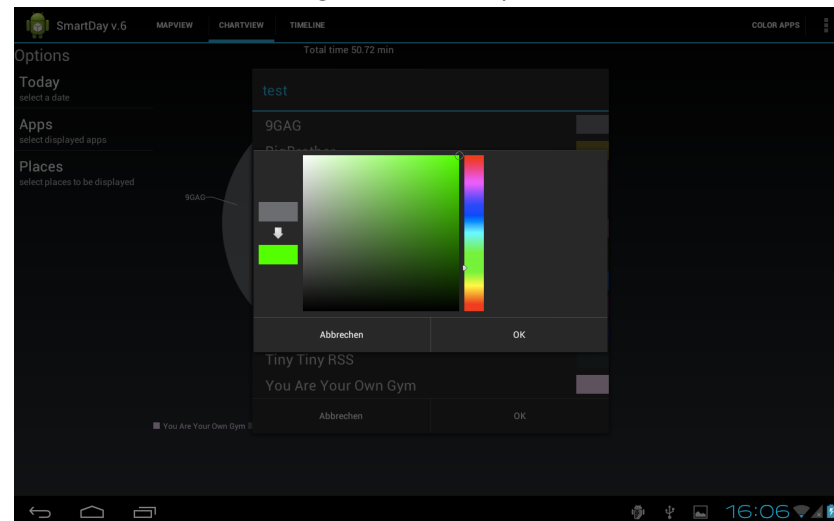 SmartDay v.6 MAPVIEW CHARTVIEW TIMELINE COLOR APPS
Options
Total time 50.72 min
Today
select a date
test
Apps
select displayed apps
9GAG
BigBrother
Places
select places to be displayed
9GAG
Abbrechen OK
Tiny Tiny RSS
You Are Your Own Gym
Abbrechen OK
You Are Your Own Gym
16:06